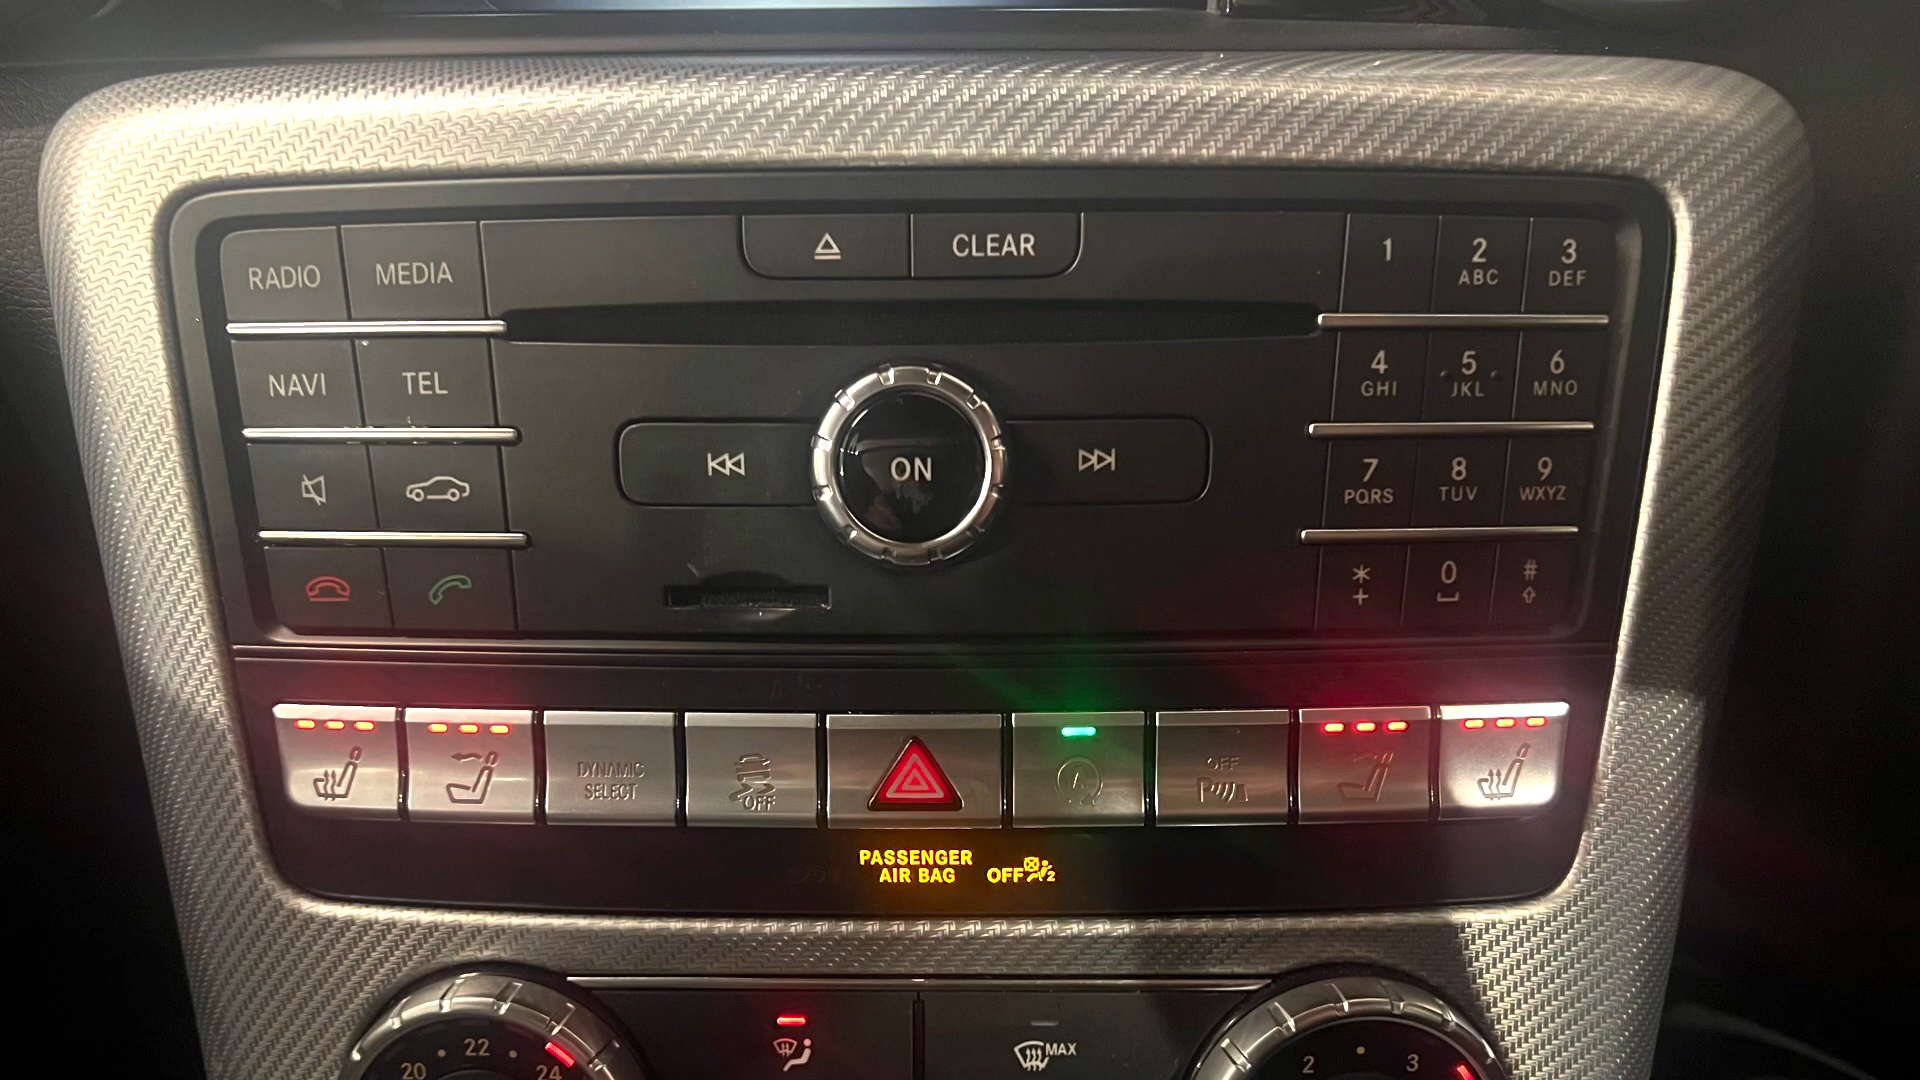 RADIO MEDIA
CLEAR
1 2 3
ABC DEF
NAVI TEL
4 5 6
GHI JKL MNO
ON
7 8 9
PQRS TUV WXYZ
* 0 #
+
DYNAMIC
SELECT
OFF
OFF
P
PASSENGER
AIR BAG OFF 2
MAX
20 22 24
2 3